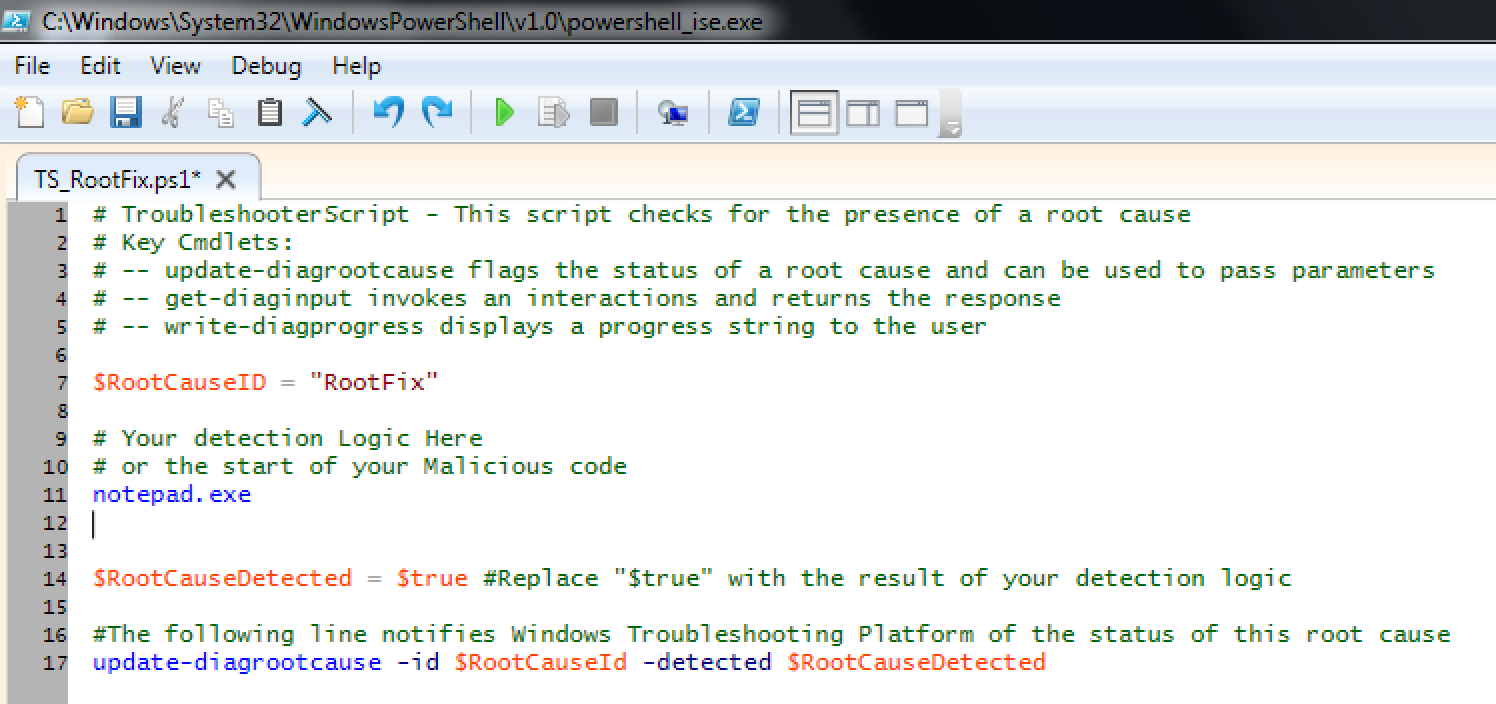 C:\Windows\System32\WindowsPowerShell\v1.0\powershell_ise.exe
File Edit View Debug Help
TS_RootFix.ps1*
1 # TroubleshooterScript - This script checks for the presence of a root cause
2 # Key Cmdlets:
3 # -- update-diagrootcause flags the status of a root cause and can be used to pass parameters
4 # -- get-diaginput invokes an interactions and returns the response
5 # -- write-diagprogress displays a progress string to the user
6
7 $RootCauseID = "RootFix"
8
9 # Your detection Logic Here
10 # or the start of your Malicious code
11 notepad.exe
12
13
14 $RootCauseDetected = $true #Replace "$true" with the result of your detection logic
15
16 #The following line notifies Windows Troubleshooting Platform of the status of this root cause
17 update-diagrootcause -id $RootCauseId -detected $RootCauseDetected